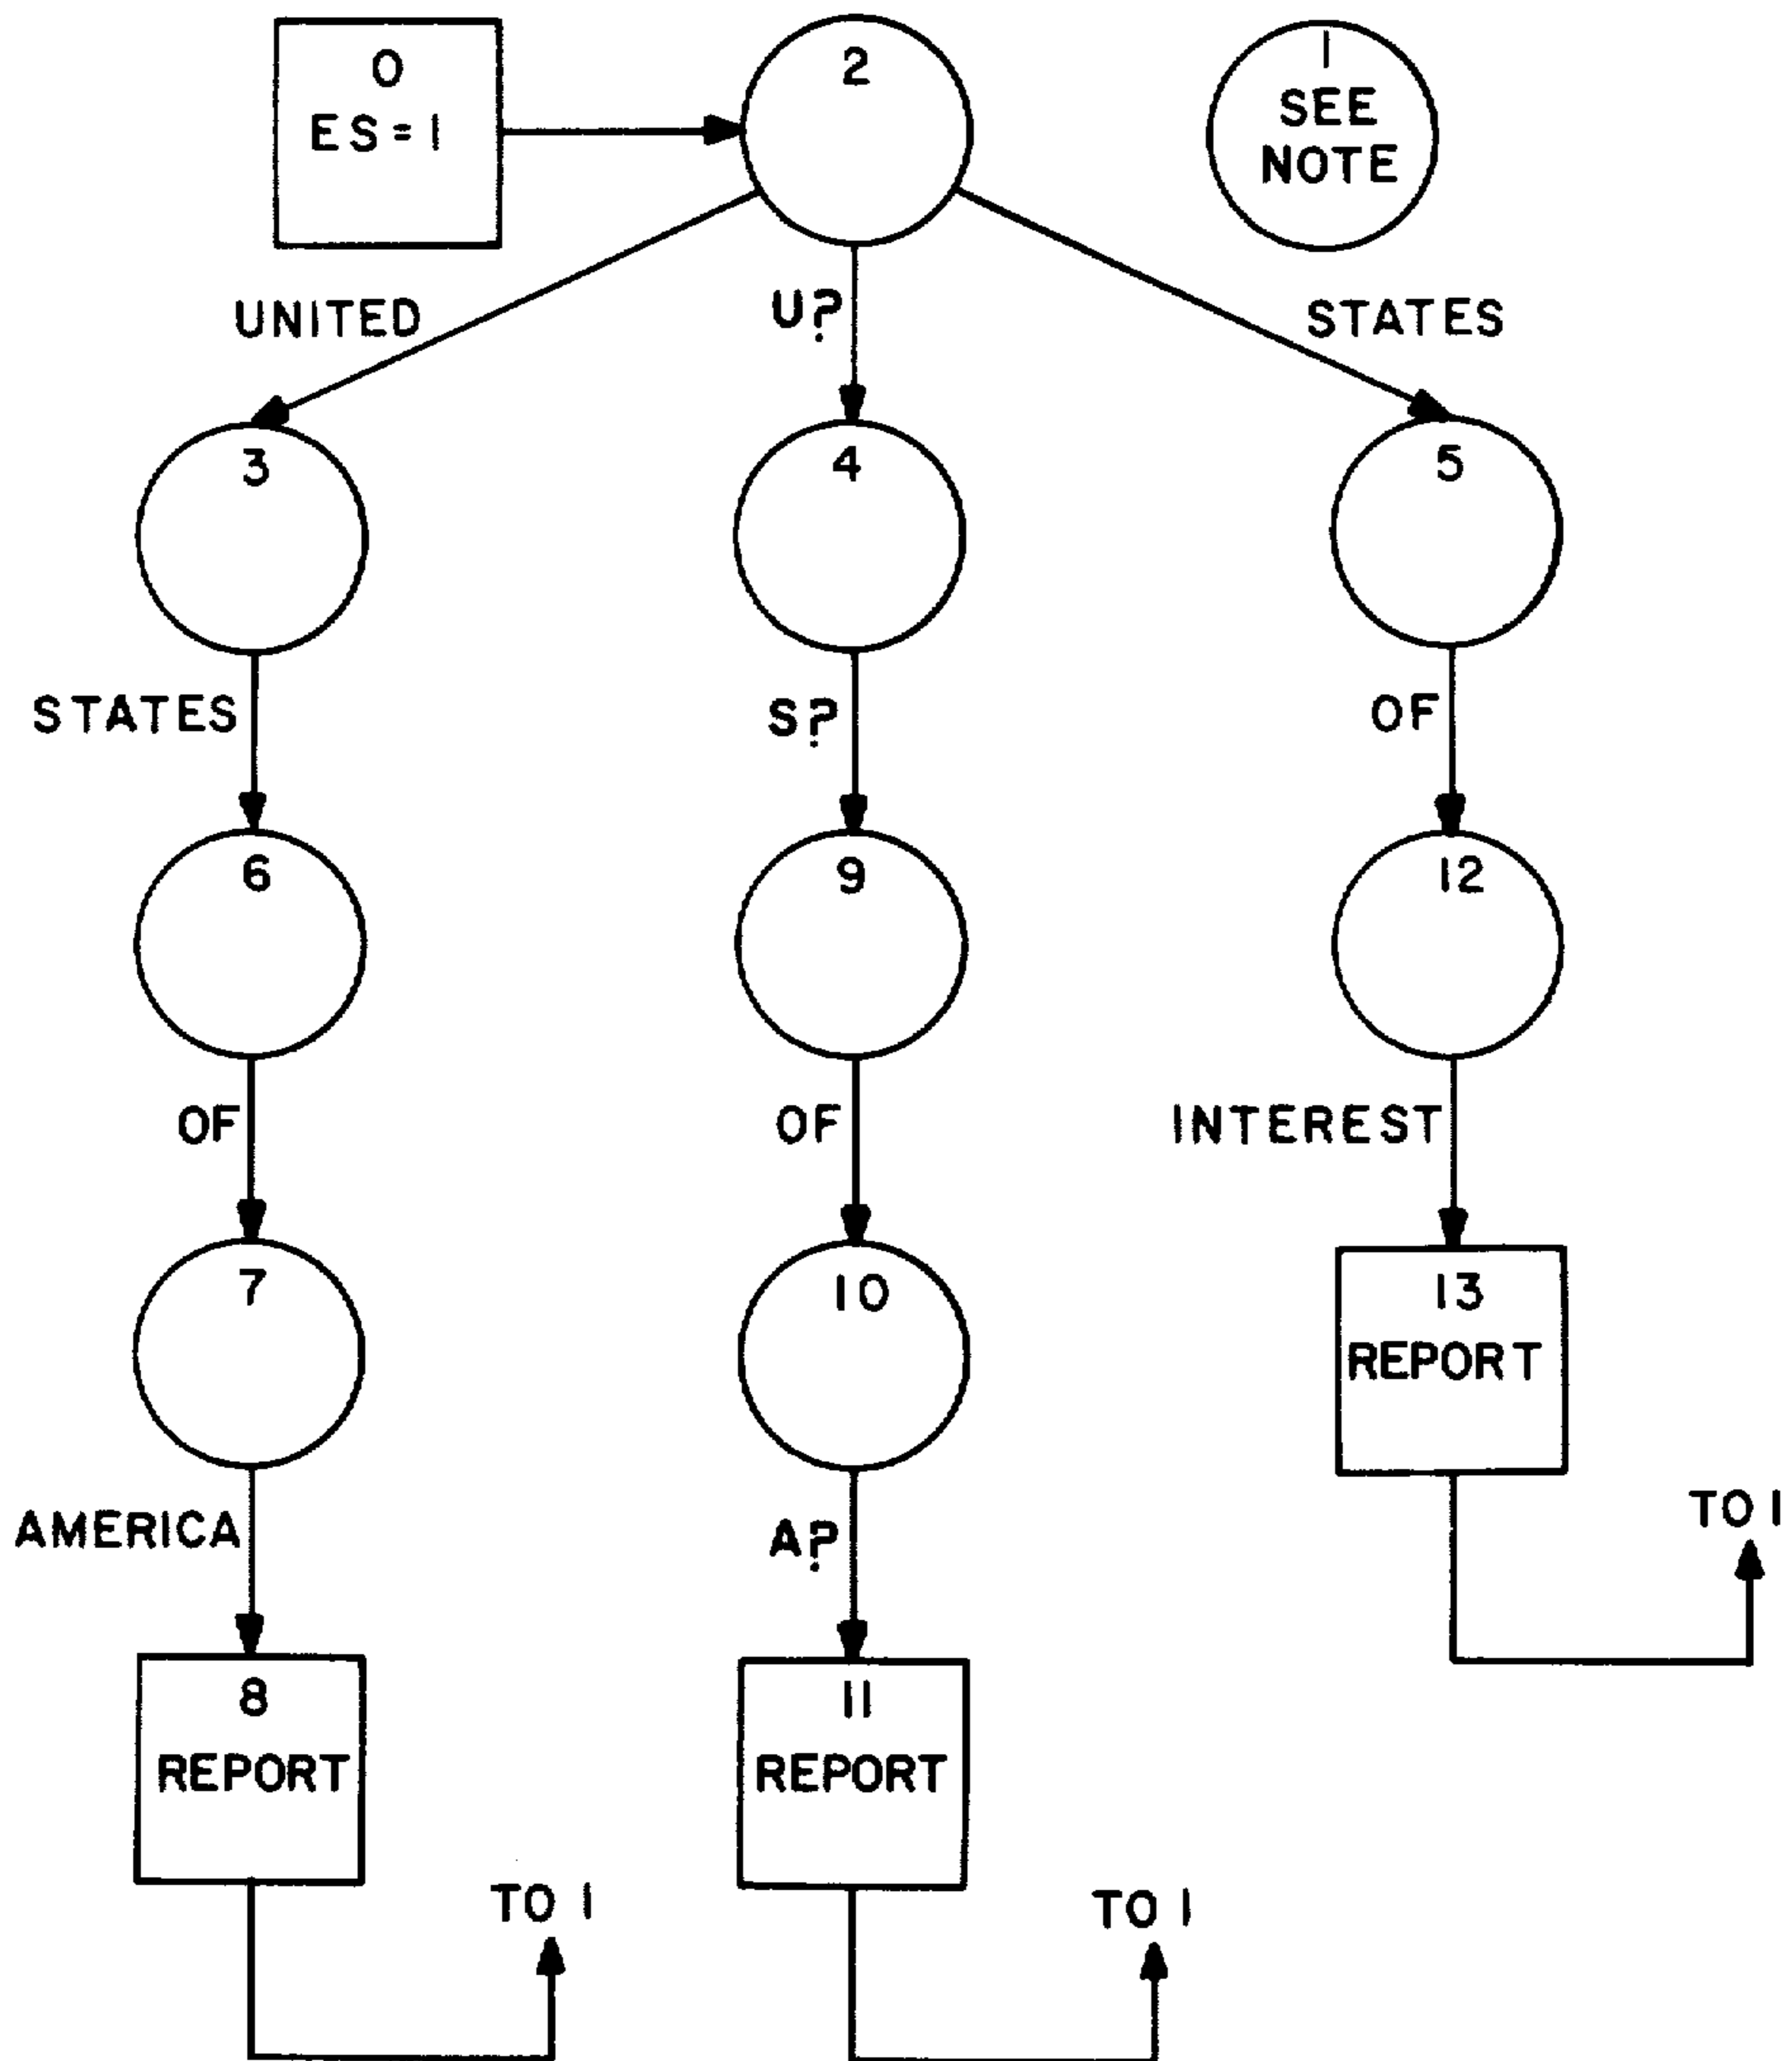 0
ES=1
2
1
SEE
NOTE
UNITED
U?
STATES
3
4
5
STATES
S?
OF
6
9
12
OF
OF
INTEREST
7
10
13
REPORT
AMERICA
A?
TO 1
8
REPORT
11
REPORT
TO 1
TO 1